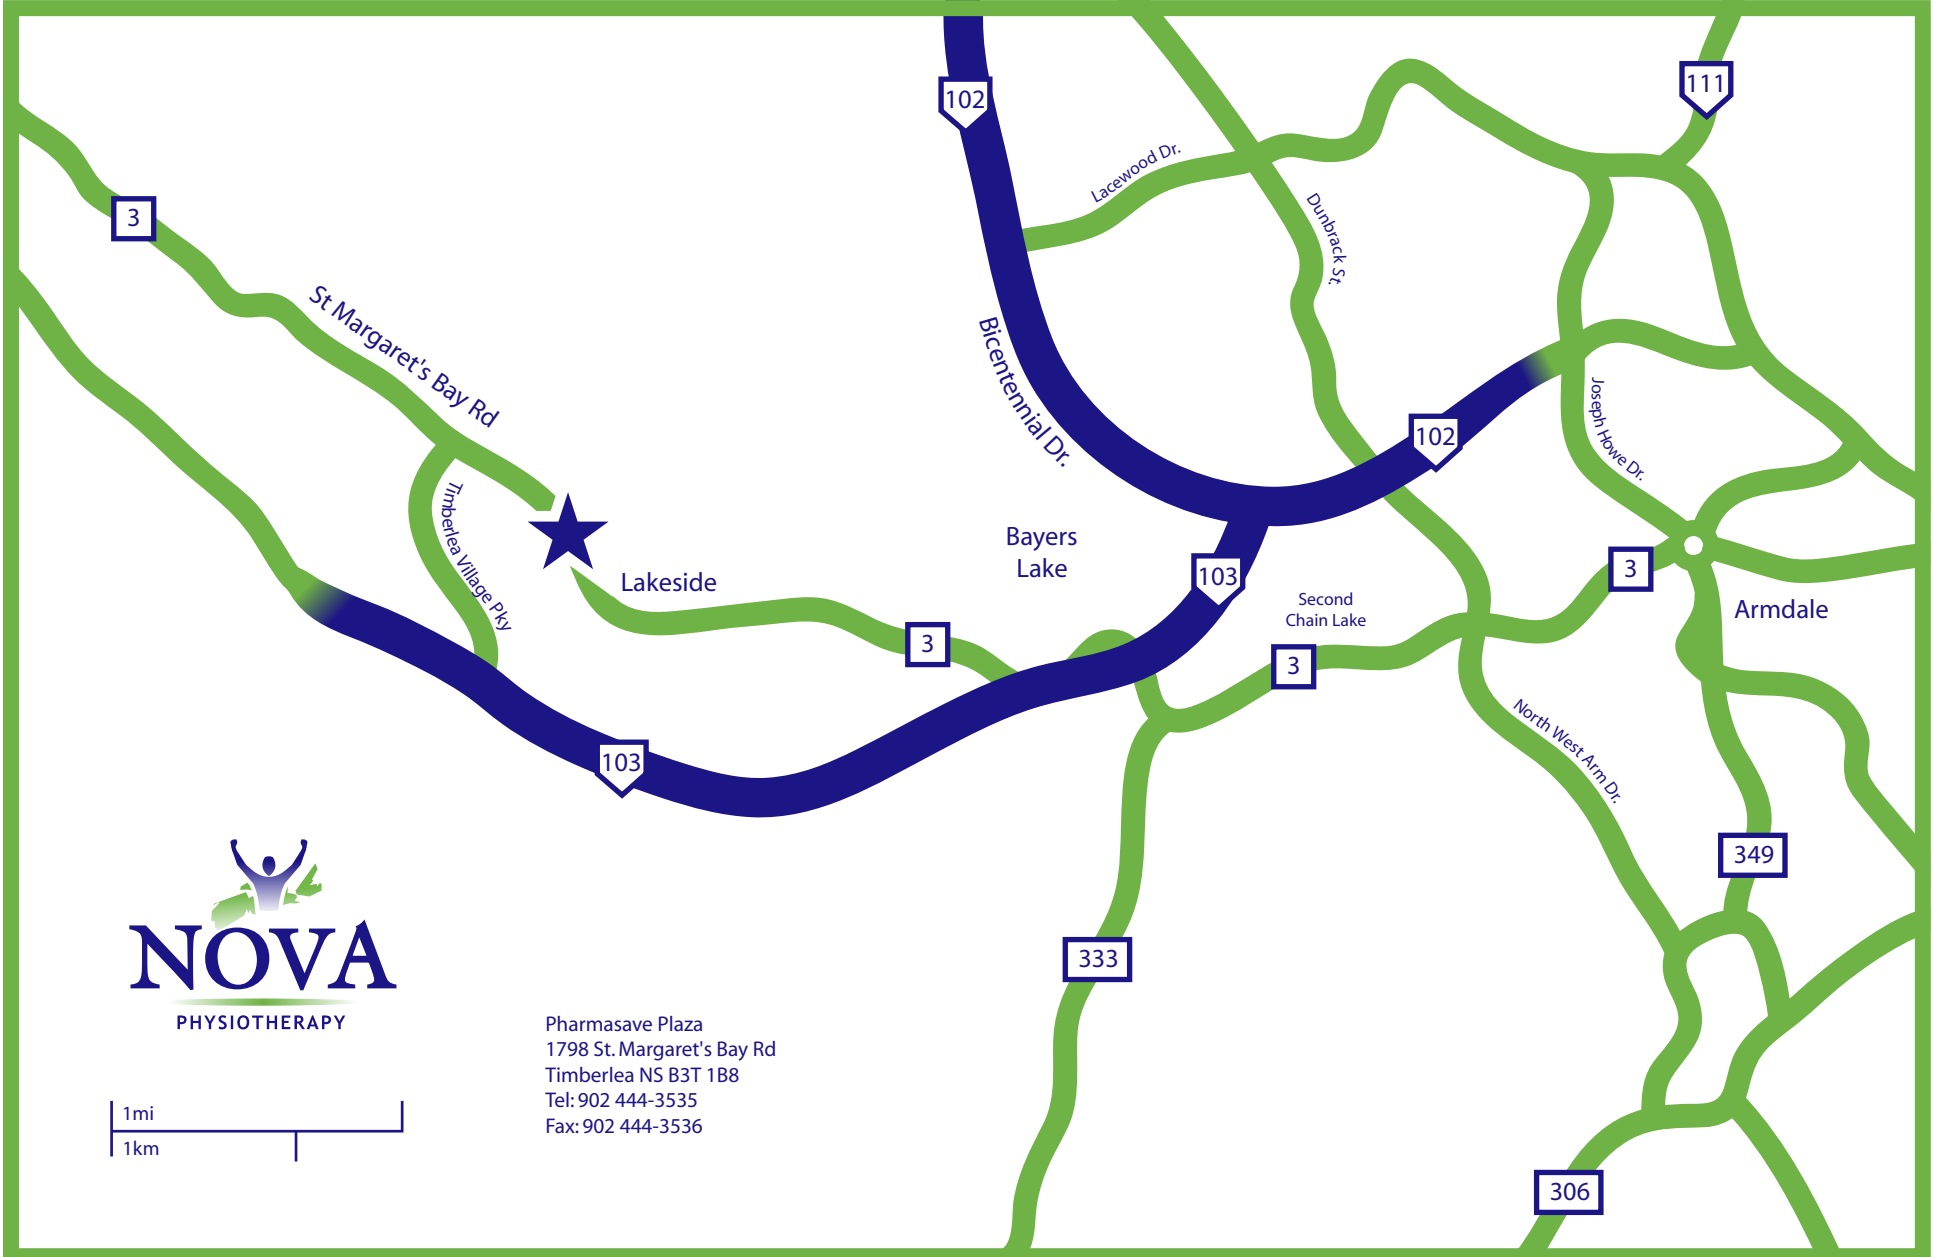 102
111
Lacewood Dr.
3
Dunbrack St.
St Margaret's Bay Rd
Bicentennial Dr.
102
Joseph Howe Dr.
Timberlea Village Pky
Bayers
Lake
103
3
Lakeside
Second
Chain Lake
Armdale
3
3
North West Arm Dr.
103
349
NOVA
PHYSIOTHERAPY
333
Pharmasave Plaza
1798 St. Margaret's Bay Rd
Timberlea NS B3T 1B8
Tel: 902 444-3535
Fax: 902 444-3536
1mi
1km
306